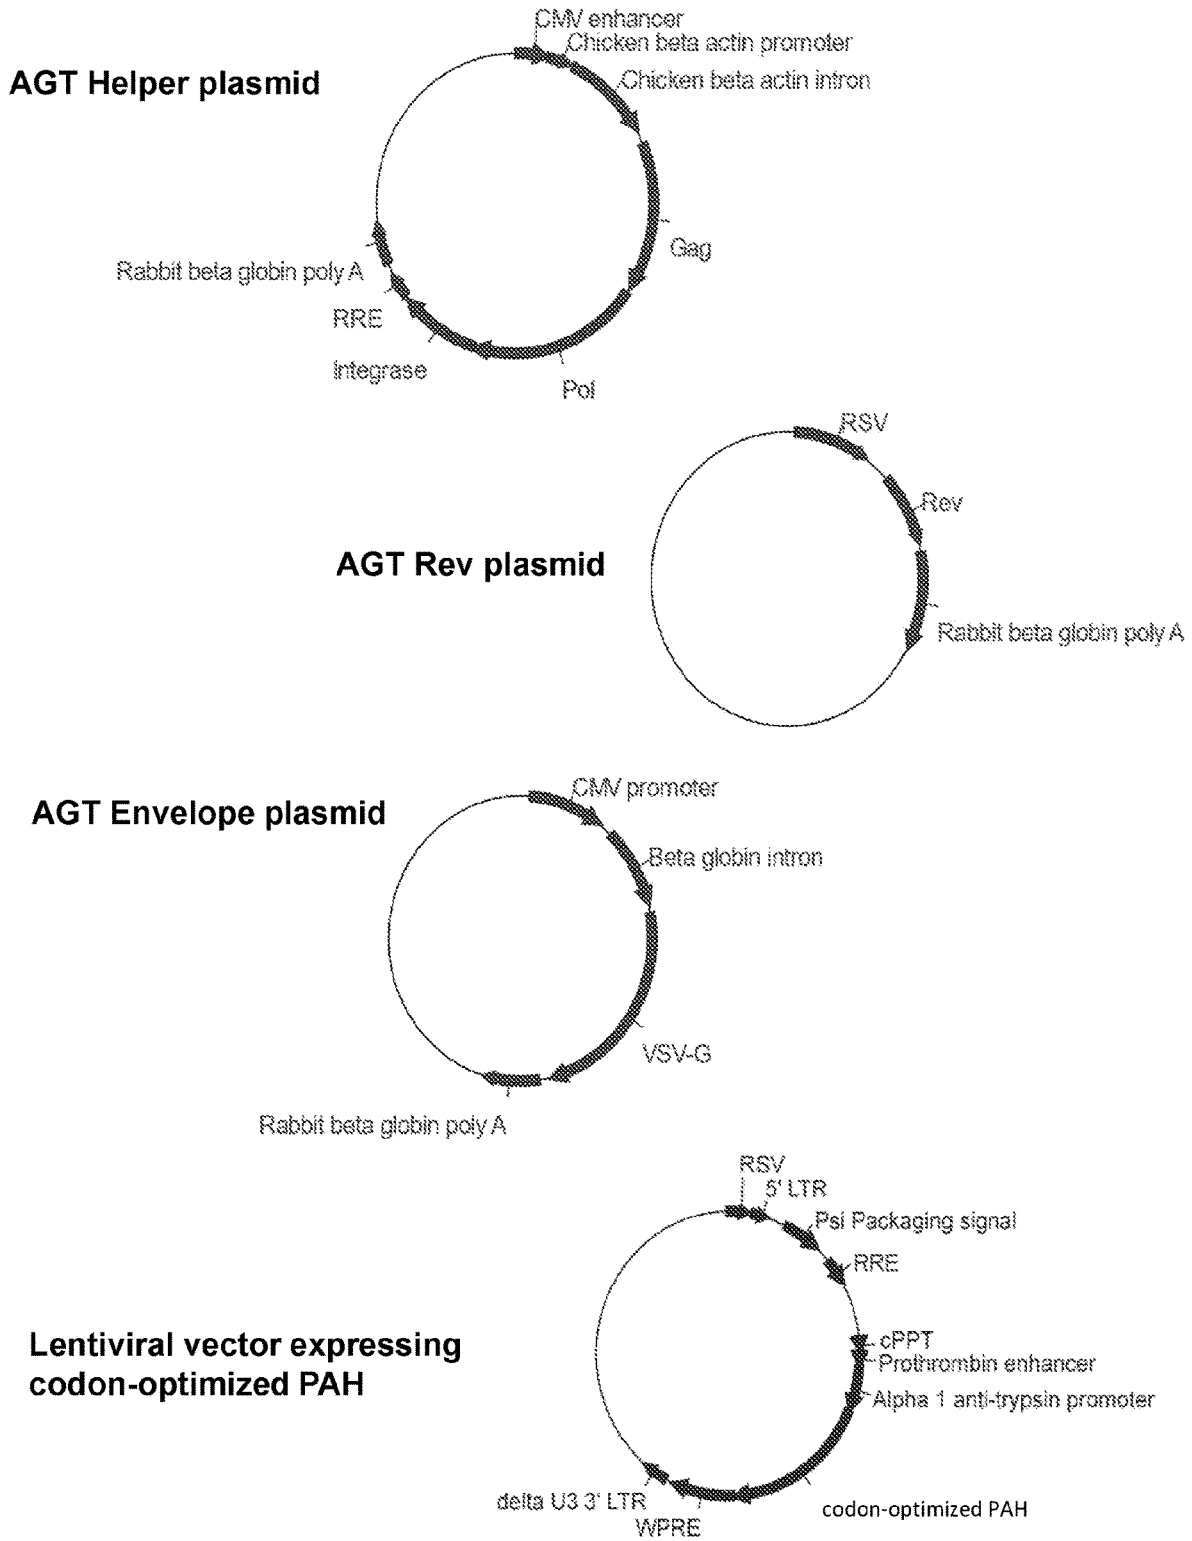 CMV enhancer
Chicken beta actin promoter
AGT Helper plasmid
Chicken beta actin intron
Gag
Rabbit beta globin poly A
RRE
Integrase
Pol
RSV
Rev
AGT Rev plasmid
Rabbit beta globin poly A
CMV promoter
AGT Envelope plasmid
Beta globin intron
VSV-G
Rabbit beta globin poly A
RSV
5' LTR
Psi Packaging signal
RRE
Lentiviral vector expressing
codon-optimized PAH
cPPT
Prothrombin enhancer
Alpha 1 anti-trypsin promoter
delta U3 3' LTR
WPRE
codon-optimized PAH